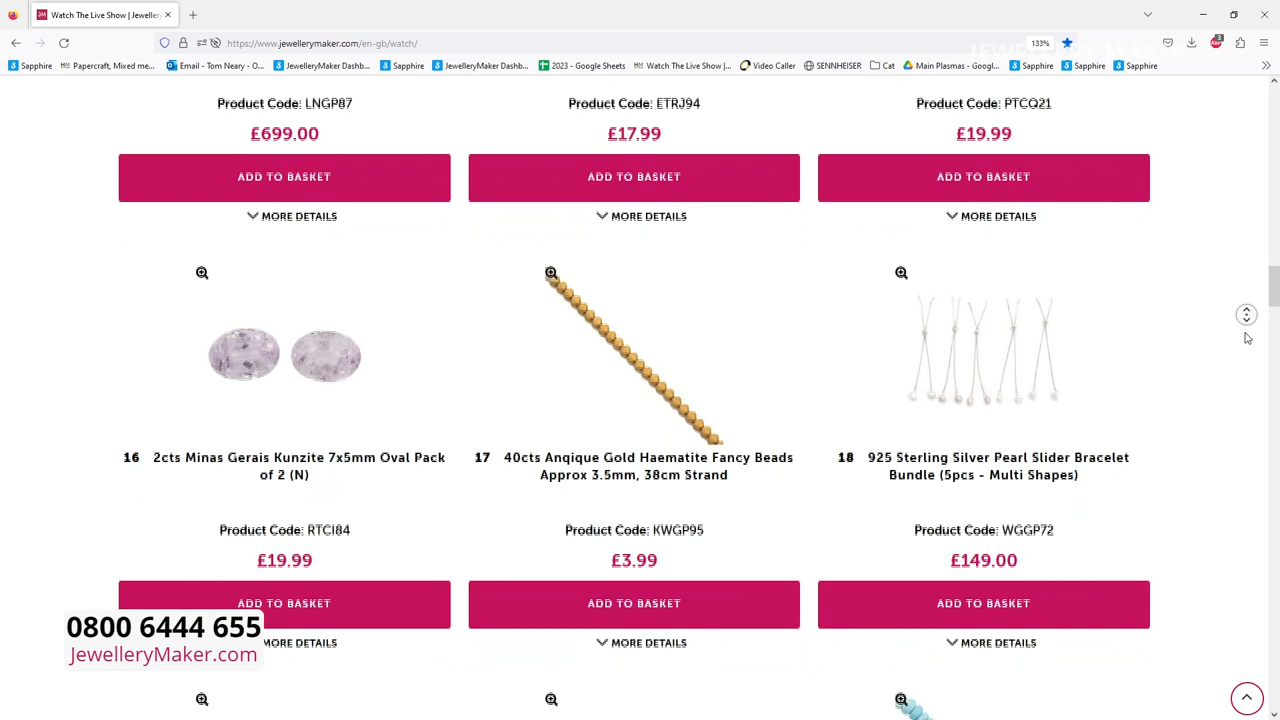 Watch The Live Show | Jeweller
https://www.jewellerymaker.com/en-gb/watch/
133%
3
Sapphire
Papercraft, Mixed me...
Email - Tom Neary - O...
JewelleryMaker Dashb...
Sapphire
JewelleryMaker Dashb...
2023 - Google Sheets
Watch The Live Show |...
Video Caller
SENNHEISER
Cat
Main Plasmas - Googl...
Sapphire
Sapphire
Sapphire
Product Code: LNGP87
Product Code: ETRJ94
Product Code: PTCQ21
£699.00
£17.99
£19.99
ADD TO BASKET
ADD TO BASKET
ADD TO BASKET
MORE DETAILS
MORE DETAILS
MORE DETAILS
16 2cts Minas Gerais Kunzite 7x5mm Oval Pack
of 2 (N)
17 40cts Anqique Gold Haematite Fancy Beads
Approx 3.5mm, 38cm Strand
18 925 Sterling Silver Pearl Slider Bracelet
Bundle (5pcs - Multi Shapes)
Product Code: RTCI84
Product Code: KWGP95
Product Code: WGGP72
£19.99
£3.99
£149.00
ADD TO BASKET
ADD TO BASKET
ADD TO BASKET
MORE DETAILS
MORE DETAILS
MORE DETAILS
0800 6444 655
JewelleryMaker.com